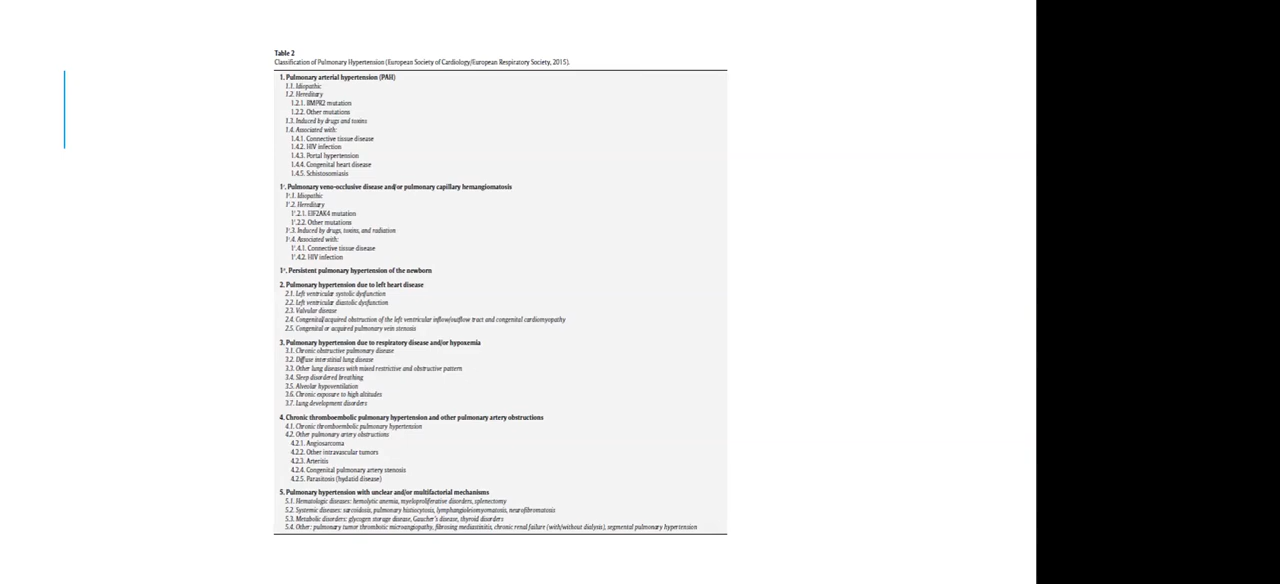 Table 2
Classification of Pulmonary Hypertension (European Society of Cardiology/European Respiratory Society, 2015).
1. Pulmonary arterial hypertension (PAH)
1.1. Idiopathic
1.2. Hereditary
1.2.1. BMPR2 mutation
1.2.2. Other mutations
1.3. Induced by drugs and toxins
1.4. Associated with:
1.4.1. Connective tissue disease
1.4.2. HIV infection
1.4.3. Portal hypertension
1.4.4. Congenital heart disease
1.4.5. Schistosomiasis
1'. Pulmonary veno-occlusive disease and/or pulmonary capillary hemangiomatosis
1'.1. Idiopathic
1'.2. Hereditary
1'.2.1. EIF2AK4 mutation
1'.2.2. Other mutations
1'.3. Induced by drugs, toxins, and radiation
1'.4. Associated with:
1'.4.1. Connective tissue disease
1'.4.2. HIV infection
1". Persistent pulmonary hypertension of the newborn
2. Pulmonary hypertension due to left heart disease
2.1. Left ventricular systolic dysfunction
2.2. Left ventricular diastolic dysfunction
2.3. Valvular disease
2.4. Congenital/acquired obstruction of the left ventricular inflow/outflow tract and congenital cardiomyopathy
2.5. Congenital or acquired pulmonary vein stenosis
3. Pulmonary hypertension due to respiratory disease and/or hypoxemia
3.1. Chronic obstructive pulmonary disease
3.2. Diffuse interstitial lung disease
3.3. Other lung diseases with mixed restrictive and obstructive pattern
3.4. Sleep disordered breathing
3.5. Alveolar hypoventilation
3.6. Chronic exposure to high altitudes
3.7. Lung development disorders
4. Chronic thromboembolic pulmonary hypertension and other pulmonary artery obstructions
4.1. Chronic thromboembolic pulmonary hypertension
4.2. Other pulmonary artery obstructions
4.2.1. Angiosarcoma
4.2.2. Other intravascular tumors
4.2.3. Arteritis
4.2.4. Congenital pulmonary artery stenosis
4.2.5. Parasitosis (hydatid disease)
5. Pulmonary hypertension with unclear and/or multifactorial mechanisms
5.1. Hematologic diseases: hemolytic anemia, myeloproliferative disorders, splenectomy
5.2. Systemic diseases: sarcoidosis, pulmonary histiocytosis, lymphangioleiomyomatosis, neurofibromatosis
5.3. Metabolic disorders: glycogen storage disease, Gaucher's disease, thyroid disorders
5.4. Other: pulmonary tumor thrombotic microangiopathy, fibrosing mediastinitis, chronic renal failure (with/without dialysis), segmental pulmonary hypertension